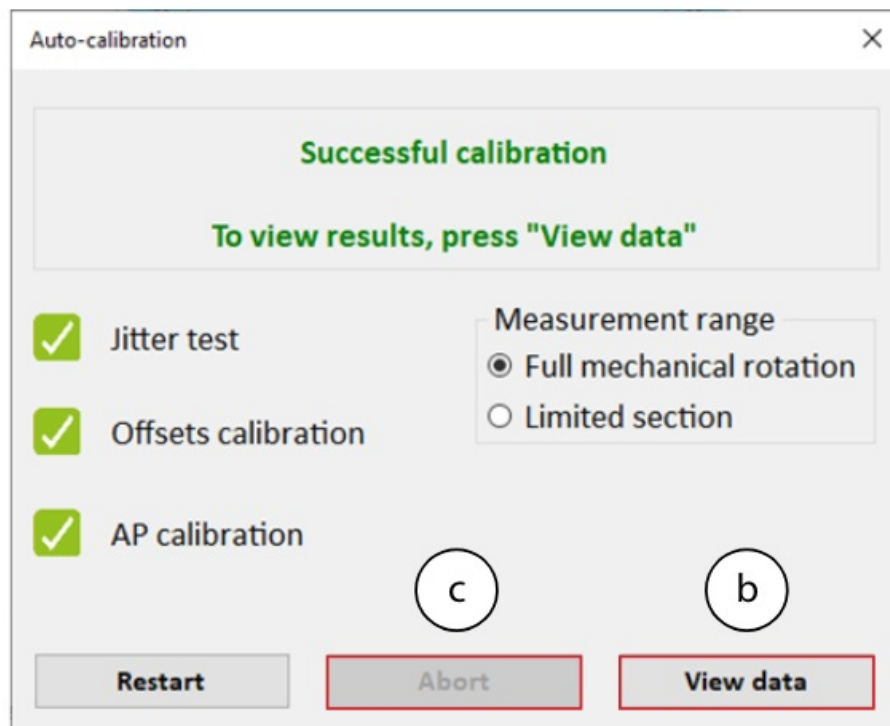 Auto-calibration
Successful calibration
To view results, press "View data"
Jitter test
Offsets calibration
AP calibration
Measurement range
Full mechanical rotation
Limited section
c
b
Restart
Abort
View data